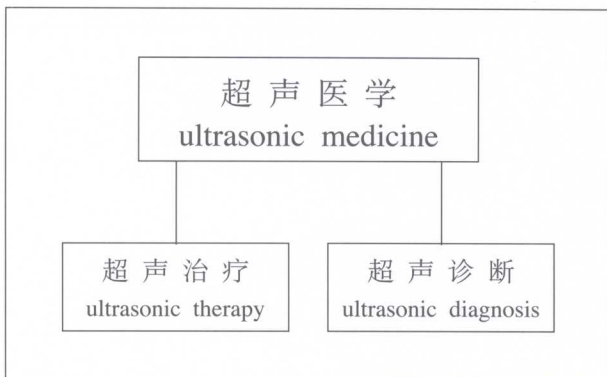 超声医学
ultrasonic medicine
超声治疗
ultrasonic therapy
超声诊断
ultrasonic diagnosis